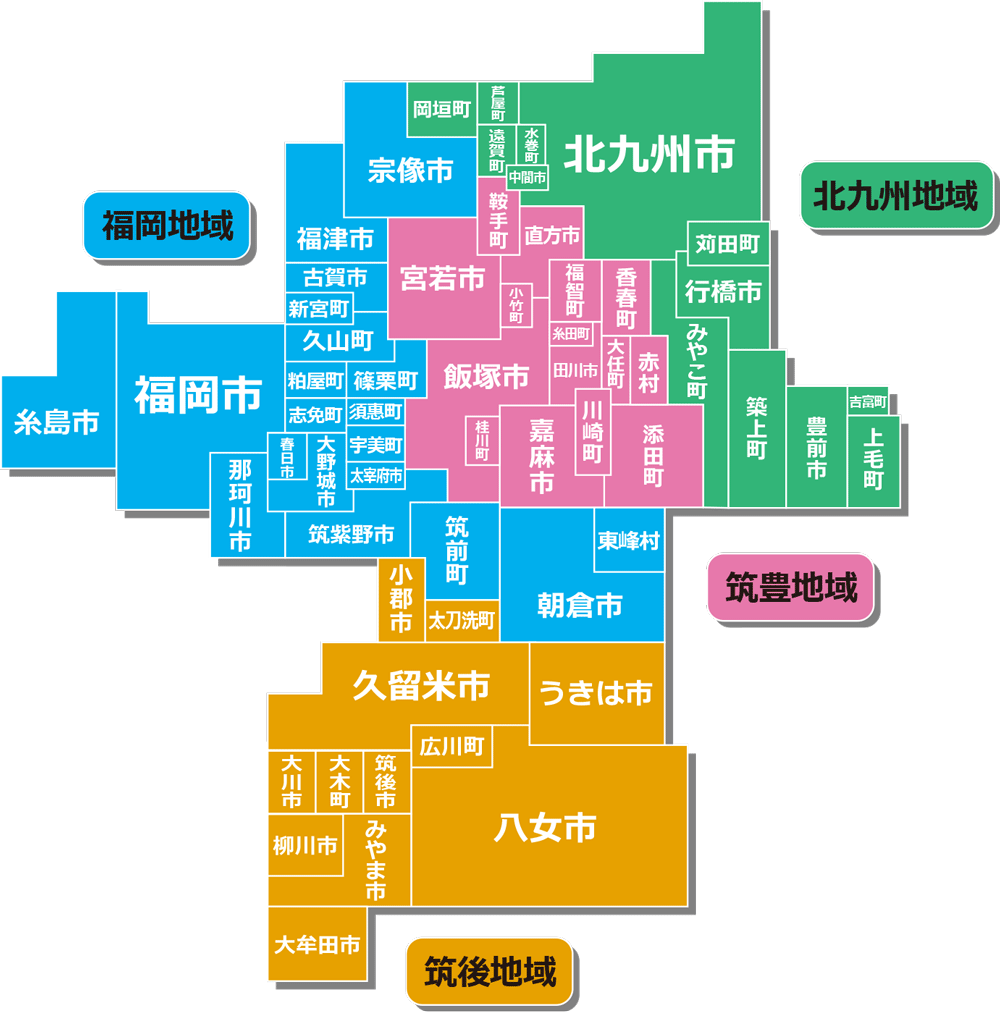 芦屋町
岡垣町
遠賀町
水巻町
北九州市
宗像市
中間市
北九州地域
鞍手町
福岡地域
直方市
福津市
苅田町
古賀市
宮若市
福智町
香春町
行橋市
新宮町
小竹町
久山町
糸田町
みやこ町
大任町
赤村
粕屋町
篠栗町
飯塚市
田川市
福岡市
糸島市
志免町
須恵町
川崎町
築上町
吉富町
春日市
大野城市
宇美町
桂川町
嘉麻市
添田町
豊前市
上毛町
太宰府市
那珂川市
筑紫野市
筑前町
東峰村
筑豊地域
小郡市
太刀洗町
朝倉市
久留米市
うきは市
広川町
大川市
大木町
筑後市
八女市
柳川市
みやま市
大牟田市
筑後地域